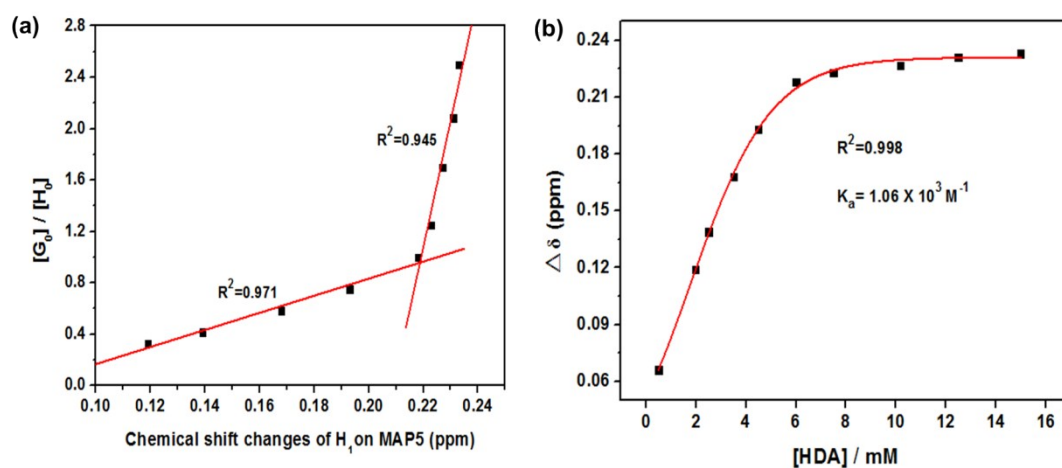 (a)
[G₀] / [H₀]
2.8
2.4
2.0
1.6
1.2
0.8
0.4
0.0
R²=0.945
R²=0.971
0.10 0.12 0.14 0.16 0.18 0.20 0.22 0.24
Chemical shift changes of H₁on MAP5 (ppm)
(b)
△ δ (ppm)
0.24
0.21
0.18
0.15
0.12
0.09
0.06
R²=0.998
Kₐ= 1.06 X 10³ M⁻¹
0 2 4 6 8 10 12 14 16
[HDA] / mM